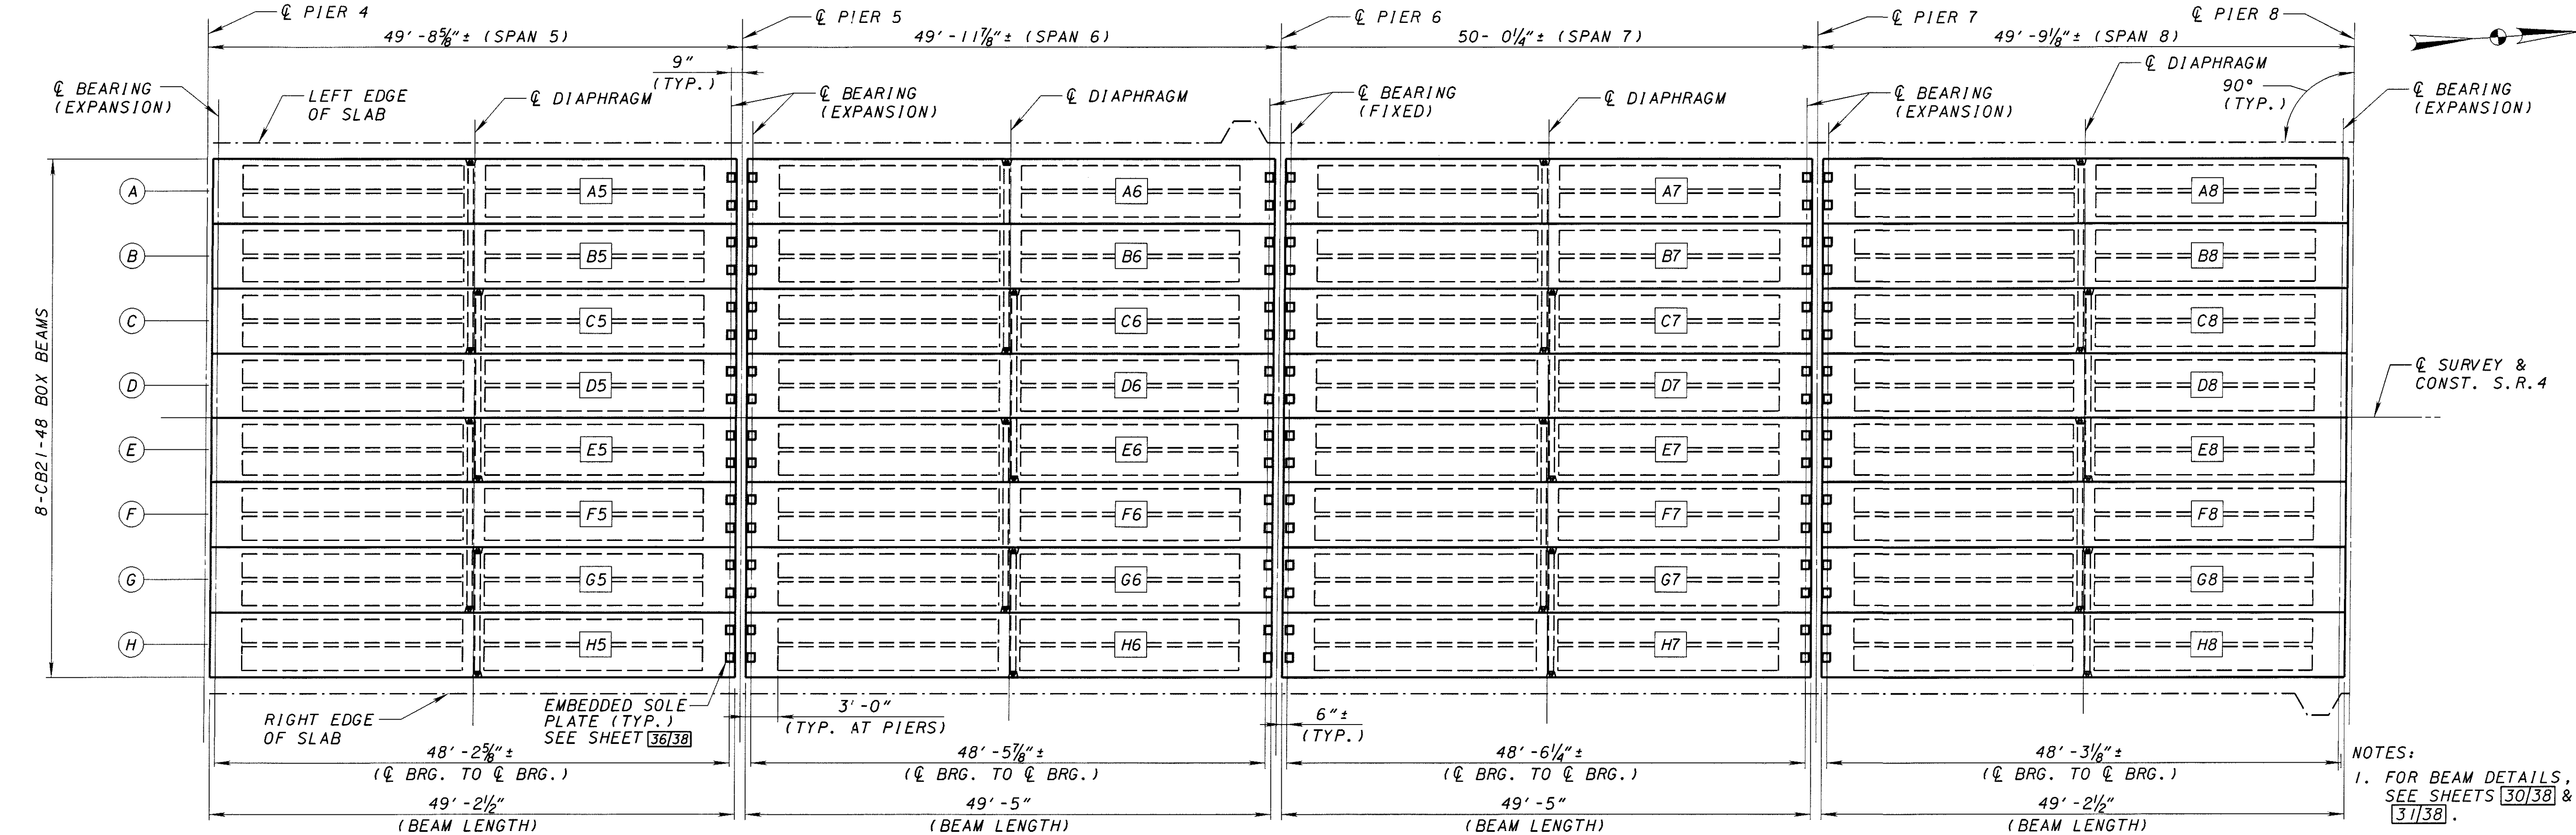 ℄ PIER 4
℄ PIER 5
℄ PIER 6
℄ PIER 7
℄ PIER 8
49'-8⅝"± (SPAN 5)
49'-11⅞"± (SPAN 6)
50-0¼"± (SPAN 7)
49'-9⅛"± (SPAN 8)
9"
(TYP.)
℄ BEARING
(EXPANSION)
LEFT EDGE
OF SLAB
℄ DIAPHRAGM
℄ BEARING
(EXPANSION)
℄ DIAPHRAGM
℄ BEARING
(FIXED)
℄ DIAPHRAGM
℄ BEARING
(EXPANSION)
℄ DIAPHRAGM
90°
(TYP.)
℄ BEARING
(EXPANSION)
8-CB21-48 BOX BEAMS
A A5 A6 A7 A8
B B5 B6 B7 B8
C C5 C6 C7 C8
D D5 D6 D7 D8
℄ SURVEY &
CONST. S.R.4
E E5 E6 E7 E8
F F5 F6 F7 F8
G G5 G6 G7 G8
H H5 H6 H7 H8
RIGHT EDGE
OF SLAB
EMBEDDED SOLE
PLATE (TYP.)
SEE SHEET 36/38
3'-0"
(TYP. AT PIERS)
6"±
(TYP.)
48'-2⅝"±
(℄ BRG. TO ℄ BRG.)
48'-5⅞"±
(℄ BRG. TO ℄ BRG.)
48'-6¼"±
(℄ BRG. TO ℄ BRG.)
48'-3⅛"±
(℄ BRG. TO ℄ BRG.)
49'-2½"
(BEAM LENGTH)
49'-5"
(BEAM LENGTH)
49'-5"
(BEAM LENGTH)
49'-2½"
(BEAM LENGTH)
NOTES:
1. FOR BEAM DETAILS,
SEE SHEETS 30/38 &
31/38.